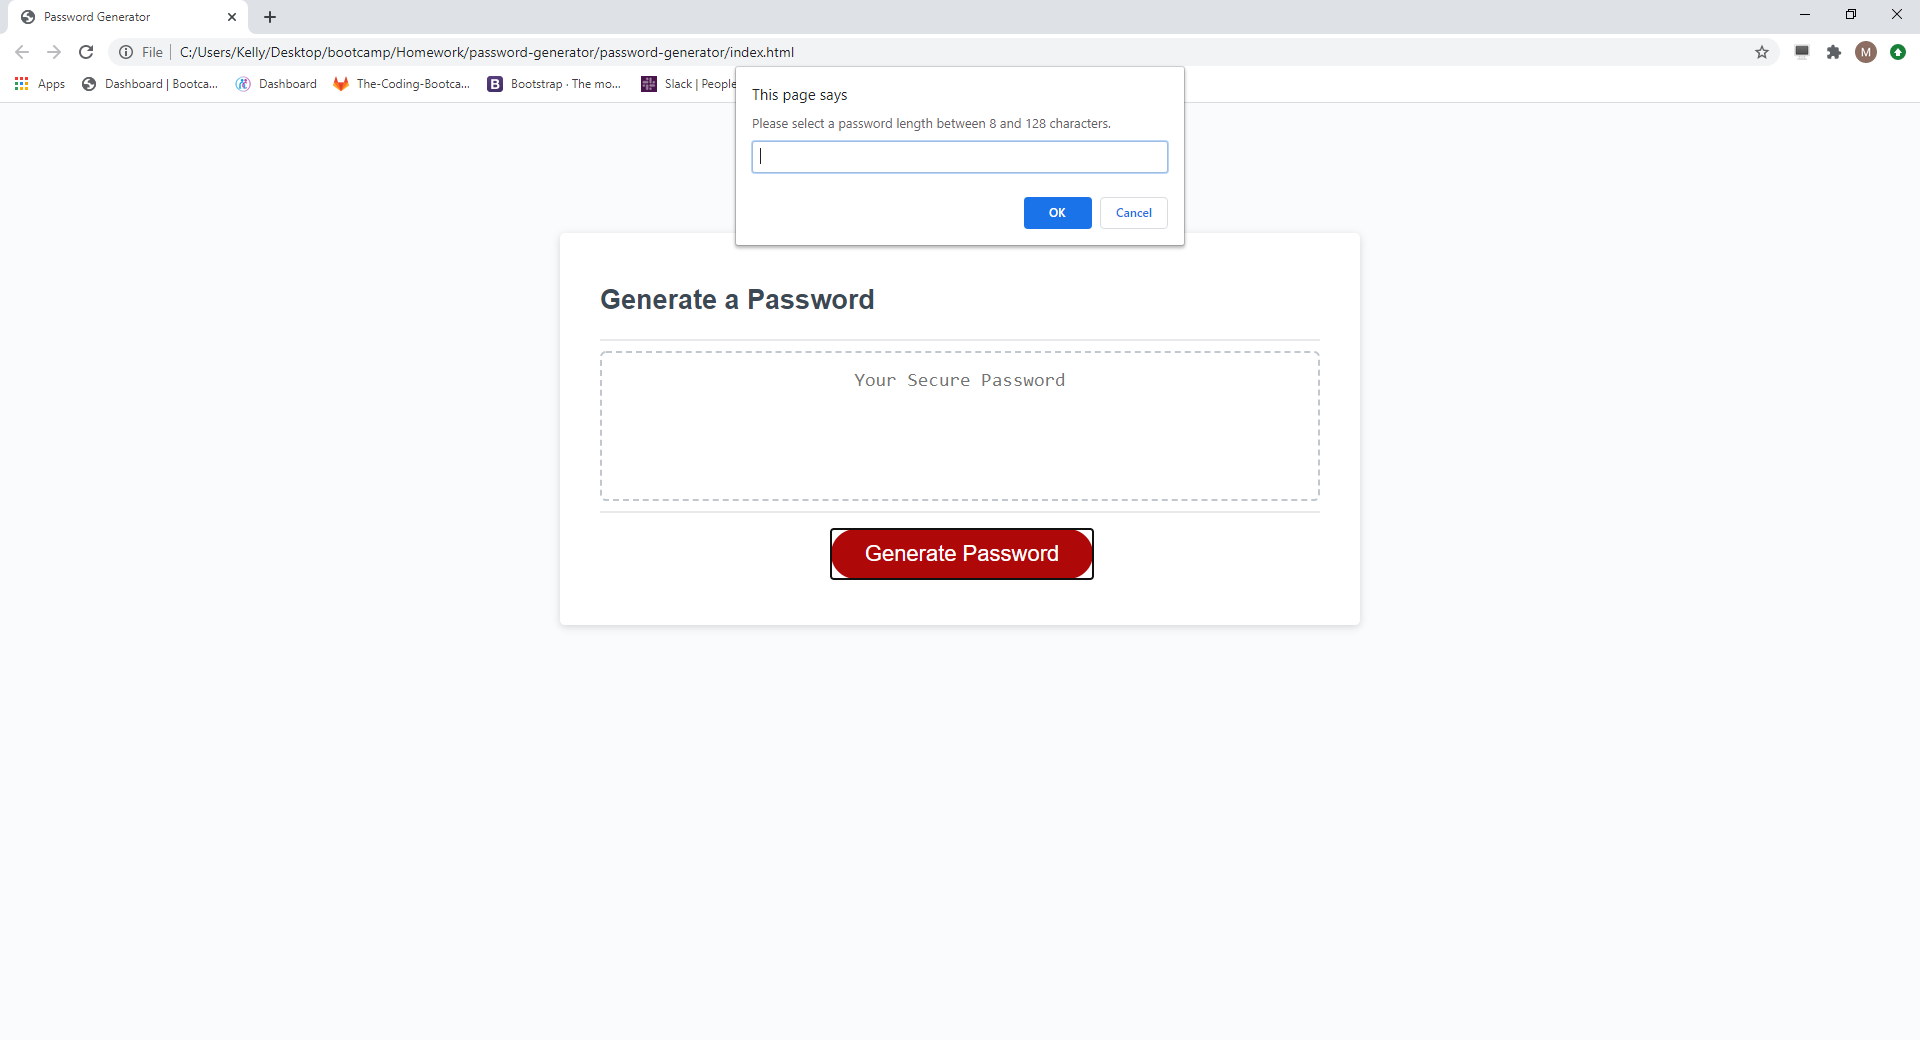 Password Generator
File C:/Users/Kelly/Desktop/bootcamp/Homework/password-generator/password-generator/index.html
M
Apps Dashboard | Bootca... Dashboard The-Coding-Bootca... B Bootstrap · The mo... Slack | People
This page says
Please select a password length between 8 and 128 characters.
OK Cancel
Generate a Password
Your Secure Password
Generate Password